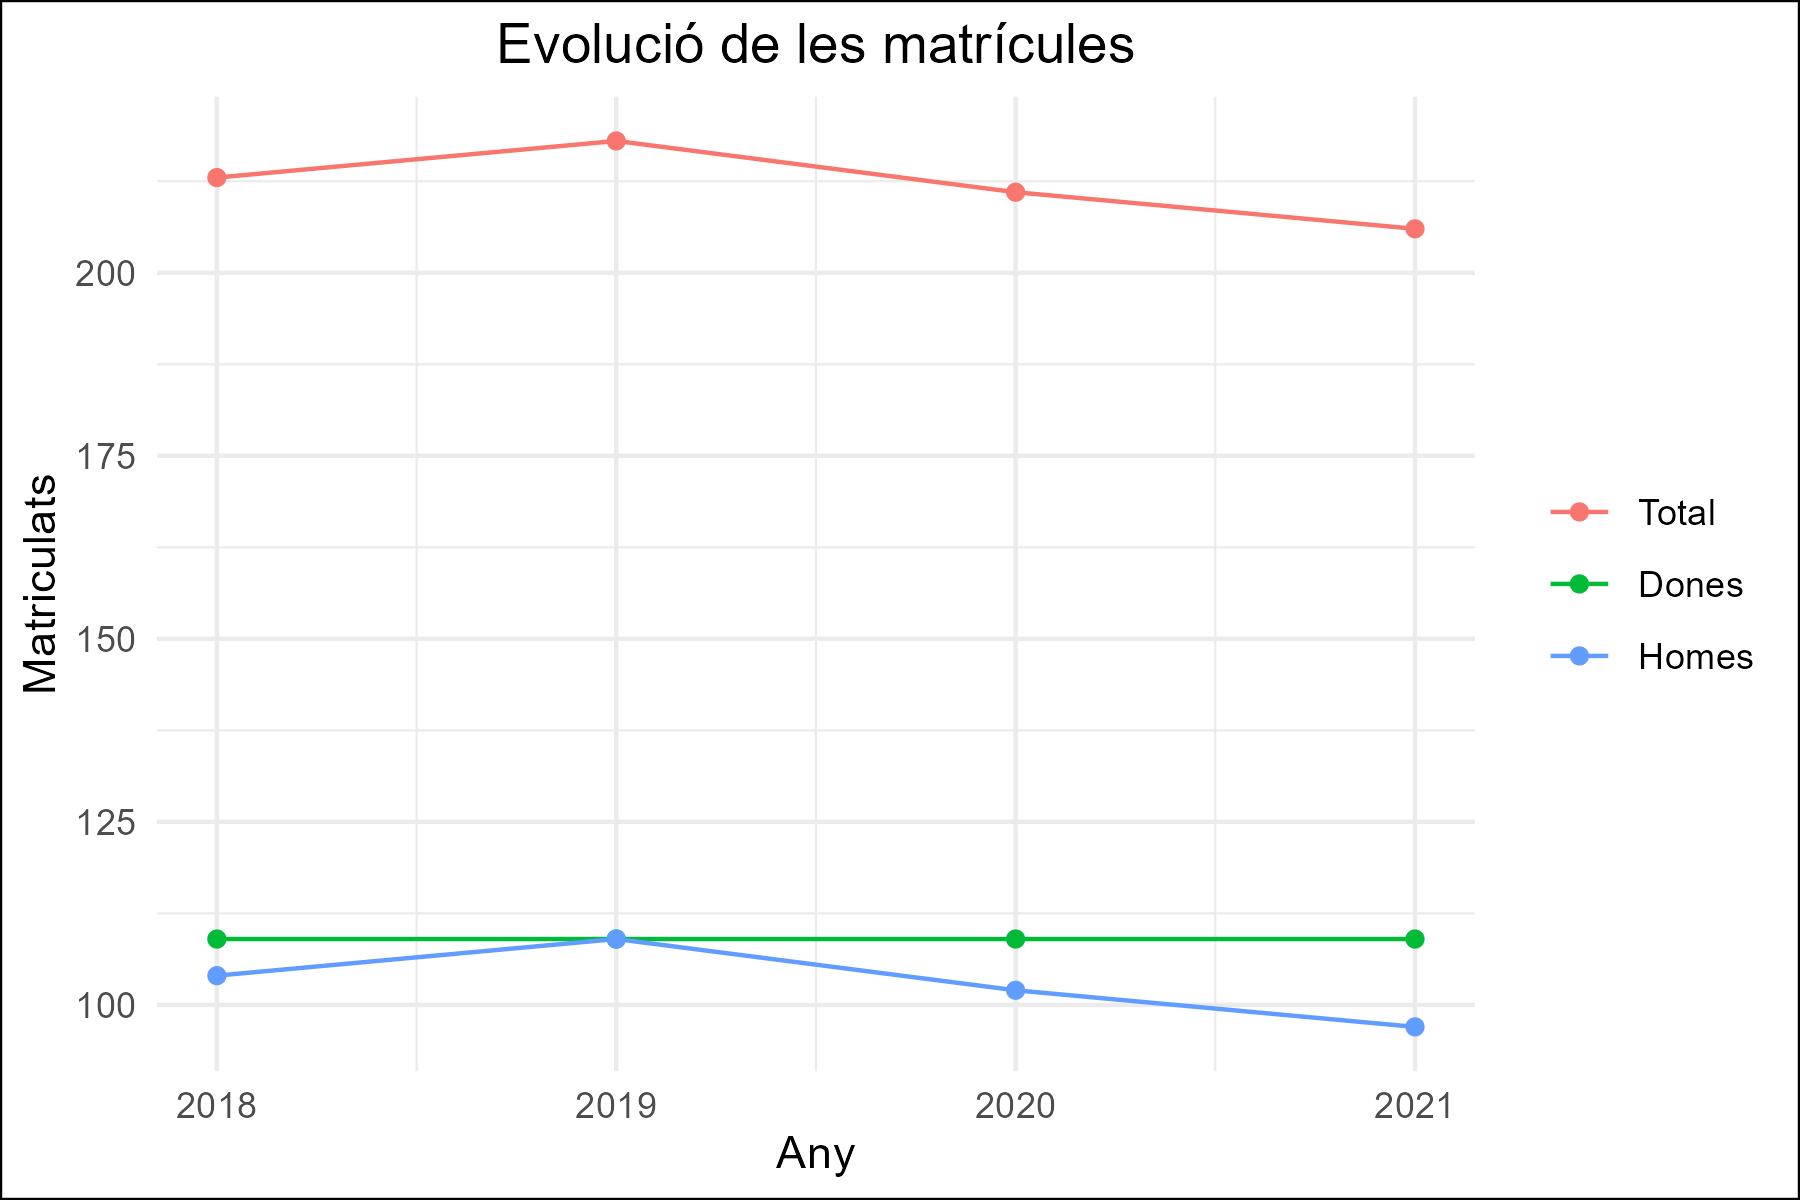 Evolució de les matrícules
Matriculats
200
175
150
125
100
2018
2019
2020
2021
Any
Total
Dones
Homes